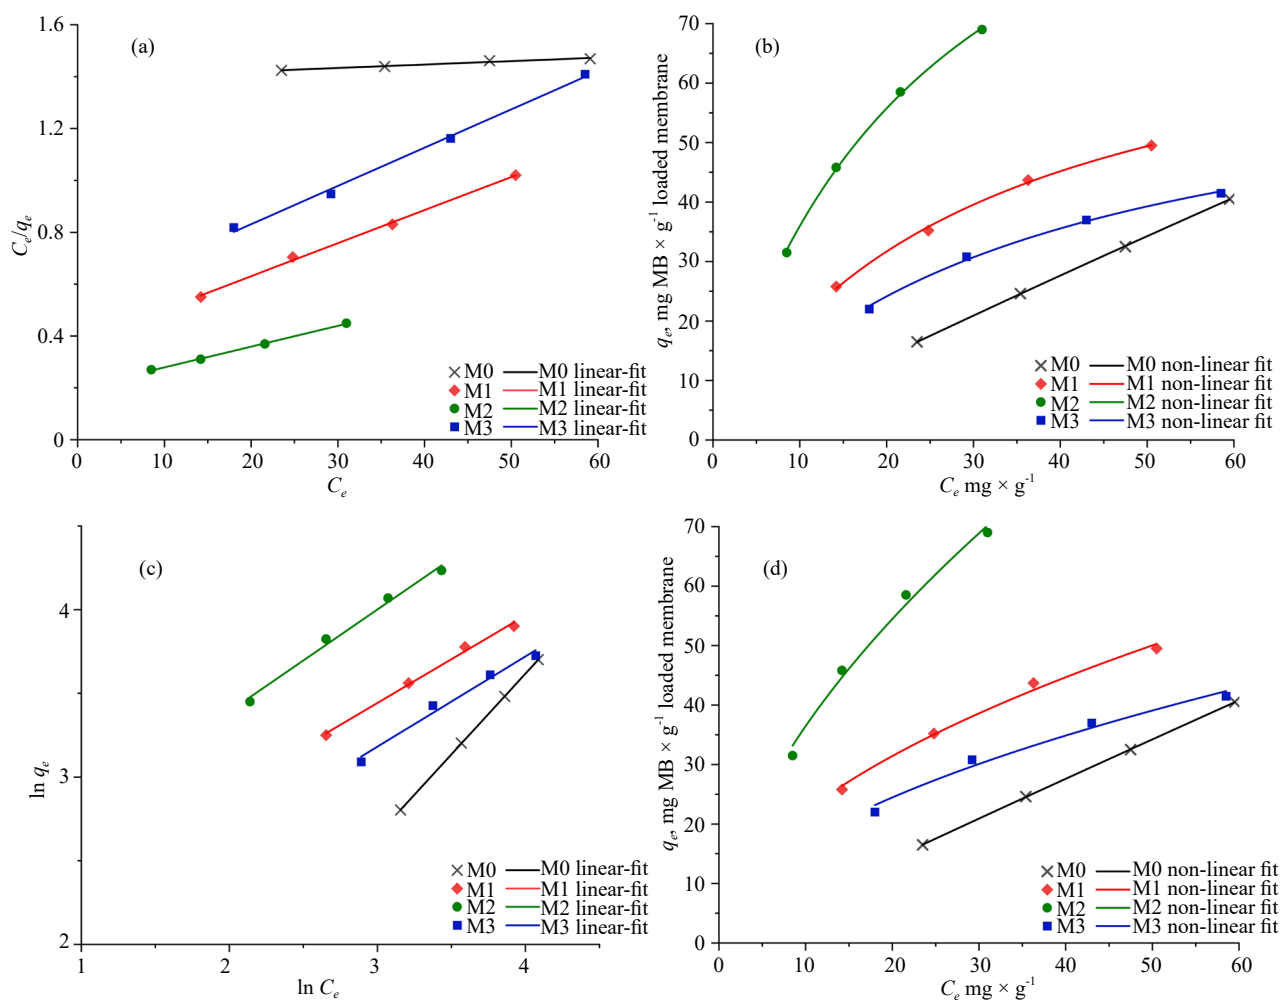 (a)
1.6
1.2
0.8
0.4
0
Cₑ/qₑ
M0 M0 linear-fit
M1 M1 linear-fit
M2 M2 linear-fit
M3 M3 linear-fit
10 20 30 40 50 60
Cₑ
(b)
70
60
50
40
30
20
10
0
qₑ, mg MB × g⁻¹ loaded membrane
M0 M0 non-linear fit
M1 M1 non-linear fit
M2 M2 non-linear fit
M3 M3 non-linear fit
0 10 20 30 40 50 60
Cₑ mg × g⁻¹
(c)
4
3
2
ln qₑ
M0 M0 linear-fit
M1 M1 linear-fit
M2 M2 linear-fit
M3 M3 linear-fit
1 2 3 4
ln Cₑ
(d)
70
60
50
40
30
20
10
0
qₑ, mg MB × g⁻¹ loaded membrane
M0 M0 non-linear fit
M1 M1 non-linear fit
M2 M2 non-linear fit
M3 M3 non-linear fit
0 10 20 30 40 50 60
Cₑ mg × g⁻¹